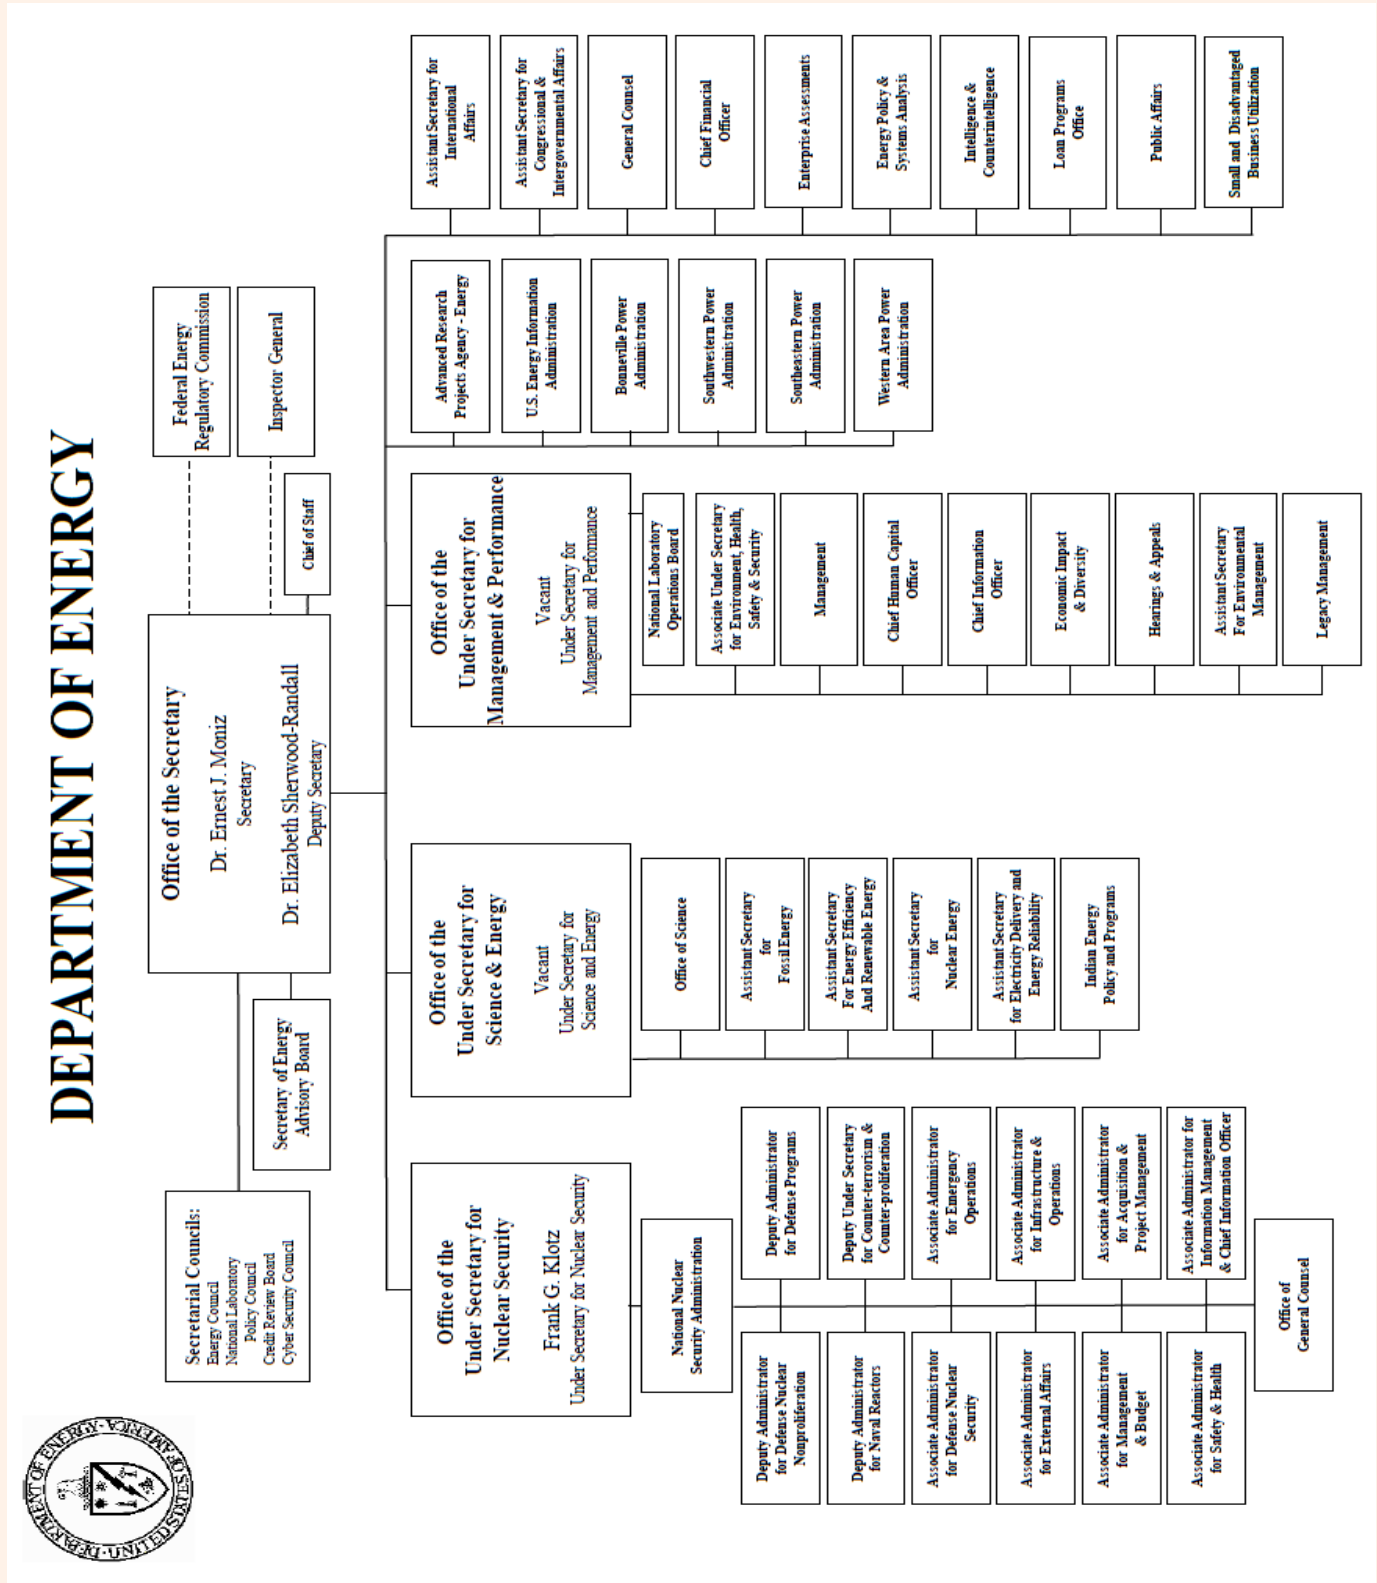 DEPARTMENT OF ENERGY
DEPARTMENT OF ENERGY
UNITED STATES OF AMERICA
Secretarial Councils:
Energy Council
National Laboratory
Policy Council
Credit Review Board
Cyber Security Council
Secretary of Energy
Advisory Board
Office of the Secretary
Dr. Ernest J. Moniz
Secretary
Dr. Elizabeth Sherwood-Randall
Deputy Secretary
Chief of Staff
Federal Energy
Regulatory Commission
Inspector General
Office of the
Under Secretary for
Nuclear Security
Frank G. Klotz
Under Secretary for Nuclear Security
National Nuclear
Security Administration
Deputy Administrator
for Defense Nuclear
Nonproliferation
Deputy Administrator
for Defense Programs
Deputy Administrator
for Naval Reactors
Deputy Under Secretary
for Counter-terrorism &
Counter-proliferation
Associate Administrator
for Defense Nuclear
Security
Associate Administrator
for Emergency
Operations
Associate Administrator
for External Affairs
Associate Administrator
for Infrastructure &
Operations
Associate Administrator
for Management
& Budget
Associate Administrator
for Acquisition &
Project Management
Associate Administrator
for Safety & Health
Associate Administrator for
Information Management
& Chief Information Officer
Office of
General Counsel
Office of the
Under Secretary for
Science & Energy
Vacant
Under Secretary for
Science and Energy
Office of Science
Assistant Secretary
for
Fossil Energy
Assistant Secretary
For Energy Efficiency
And Renewable Energy
Assistant Secretary
for
Nuclear Energy
Assistant Secretary
for Electricity Delivery and
Energy Reliability
Indian Energy
Policy and Programs
Office of the
Under Secretary for
Management & Performance
Vacant
Under Secretary for
Management and Performance
National Laboratory
Operations Board
Associate Under Secretary
for Environment, Health,
Safety & Security
Management
Chief Human Capital
Officer
Chief Information
Officer
Economic Impact
& Diversity
Hearings & Appeals
Assistant Secretary
For Environmental
Management
Legacy Management
Advanced Research
Projects Agency - Energy
U.S. Energy Information
Administration
Bonneville Power
Administration
Southwestern Power
Administration
Southeastern Power
Administration
Western Area Power
Administration
Assistant Secretary for
International
Affairs
Assistant Secretary for
Congressional &
Intergovernmental Affairs
General Counsel
Chief Financial
Officer
Enterprise Assessments
Energy Policy &
Systems Analysis
Intelligence &
Counterintelligence
Loan Programs
Office
Public Affairs
Small and Disadvantaged
Business Utilization